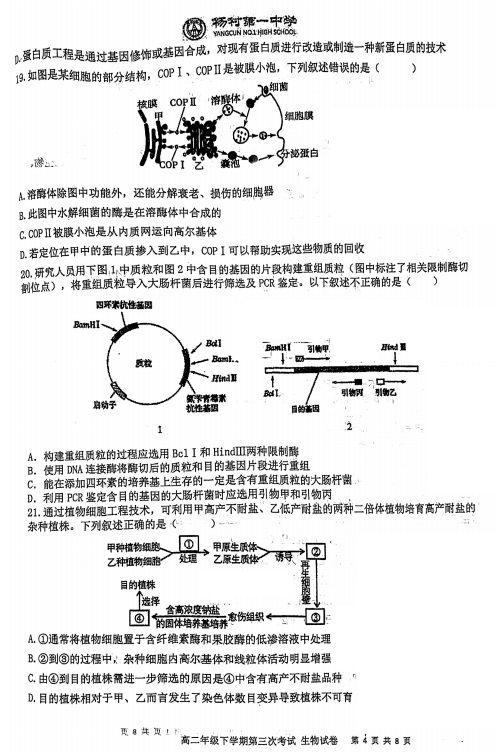 杨村第一中学
YANGCUN NO.1 HIGH SCHOOL
D.蛋白质工程是通过基因修饰或基因合成，对现有蛋白质进行改造或制造一种新蛋白质的技术
19.如图是某细胞的部分结构，COPⅠ、COPⅡ是被膜小泡，下列叙述错误的是（ ）
细菌
核膜 COPⅡ 溶酶体
甲
细胞膜
分泌蛋白
COPⅠ 乙 囊泡
A.溶酶体除图中功能外，还能分解衰老、损伤的细胞器
B.此图中水解细菌的酶是在溶酶体中合成的
C.COPⅡ被膜小泡是从内质网运向高尔基体
D.若定位在甲中的蛋白质掺入到乙中，COPⅠ可以帮助实现这些物质的回收
20.研究人员用下图1中质粒和图2中含目的基因的片段构建重组质粒（图中标注了相关限制酶切
割位点），将重组质粒导入大肠杆菌后进行筛选及PCR鉴定。以下叙述不正确的是（ ）
四环素抗性基因
BamHⅠ
BclⅠ
质粒
HindⅢ
启动子
氨苄青霉素
抗性基因
1
BamHⅠ 引物甲 HindⅢ
BclⅠ 引物丙 引物乙
目的基因
2
A. 构建重组质粒的过程应选用BclⅠ和HindⅢ两种限制酶
B. 使用DNA连接酶将酶切后的质粒和目的基因片段进行重组
C. 能在添加四环素的培养基上生存的一定是含有重组质粒的大肠杆菌
D. 利用PCR鉴定含目的基因的大肠杆菌时应选用引物甲和引物丙
21.通过植物细胞工程技术，可利用甲高产不耐盐、乙低产耐盐的两种二倍体植物培育高产耐盐的
杂种植株。下列叙述正确的是（ ）
甲种植物细胞 ① 甲原生质体 ②
乙种植物细胞 处理 乙原生质体 诱导
再生细胞壁
目的植株
选择
④ 含高浓度钠盐的固体培养基培养 愈伤组织 ③
A.①通常将植物细胞置于含纤维素酶和果胶酶的低渗溶液中处理
B.②到③的过程中，杂种细胞内高尔基体和线粒体活动明显增强
C.由④到目的植株需进一步筛选的原因是④中含有高产不耐盐品种
D.目的植株相对于甲、乙而言发生了染色体数目变异导致植株不可育
高二年级下学期第三次考试 生物试卷 第 4 页 共 8 页